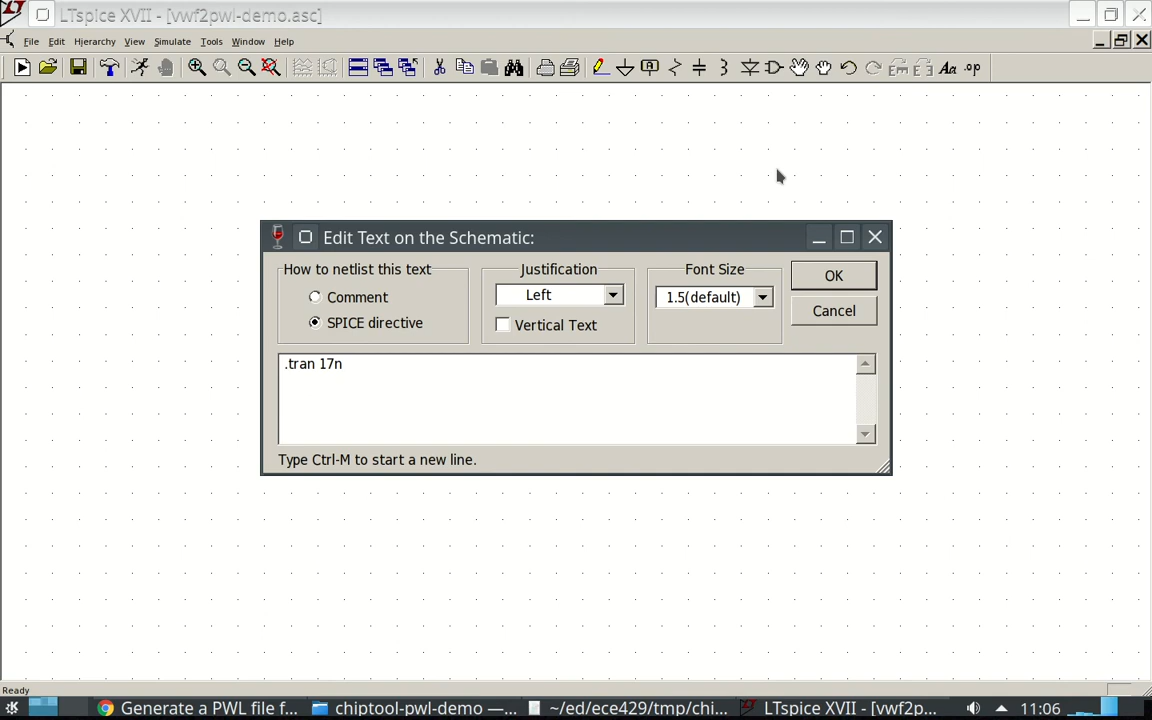 LTspice XVII - [vwf2pwl-demo.asc]
File Edit Hierarchy View Simulate Tools Window Help
Aa .op
Edit Text on the Schematic:
How to netlist this text
Comment
SPICE directive
Justification
Left
Vertical Text
Font Size
1.5(default)
OK
Cancel
.tran 17n
Type Ctrl-M to start a new line.
Ready
Generate a PWL file f... chiptool-pwl-demo —... ~/ed/ece429/tmp/chi... LTspice XVII - [vwf2p... 11:06